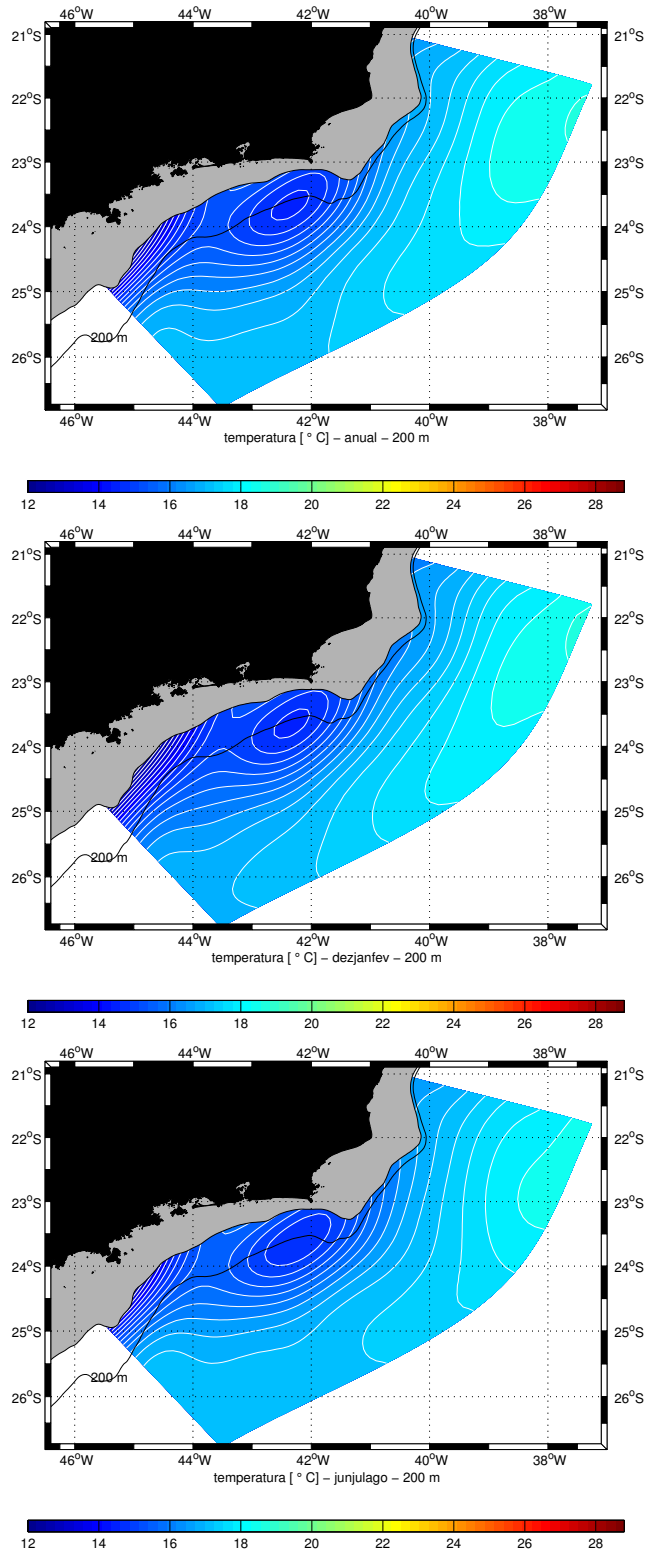 46°W 44°W 42°W 40°W 38°W
21°S 21°S
22°S 22°S
23°S 23°S
24°S 24°S
25°S 25°S
200 m
26°S 26°S
46°W 44°W 42°W 40°W 38°W
temperatura [ ° C] − anual − 200 m
12 14 16 18 20 22 24 26 28
46°W 44°W 42°W 40°W 38°W
21°S 21°S
22°S 22°S
23°S 23°S
24°S 24°S
25°S 25°S
200 m
26°S 26°S
46°W 44°W 42°W 40°W 38°W
temperatura [ ° C] − dezjanfev − 200 m
12 14 16 18 20 22 24 26 28
46°W 44°W 42°W 40°W 38°W
21°S 21°S
22°S 22°S
23°S 23°S
24°S 24°S
25°S 25°S
200 m
26°S 26°S
46°W 44°W 42°W 40°W 38°W
temperatura [ ° C] − junjulago − 200 m
12 14 16 18 20 22 24 26 28